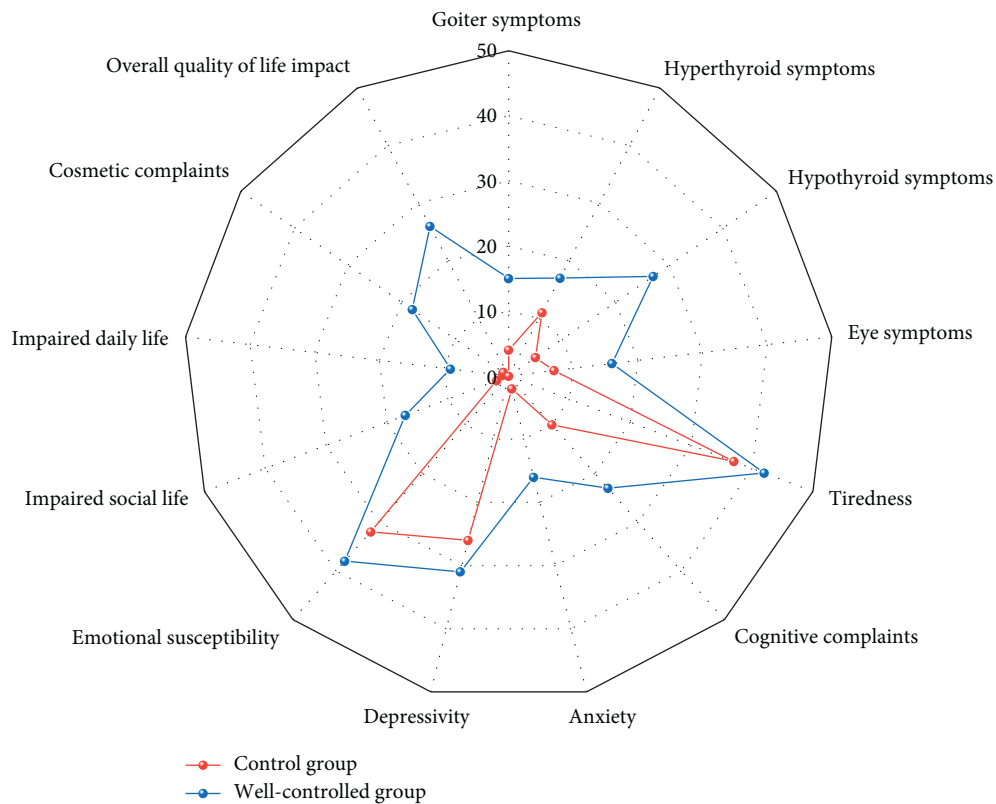 Goiter symptoms
50
Overall quality of life impact
Hyperthyroid symptoms
40
Cosmetic complaints
Hypothyroid symptoms
30
20
10
Impaired daily life
Eye symptoms
0
Impaired social life
Tiredness
Emotional susceptibility
Cognitive complaints
Depressivity
Anxiety
Control group
Well-controlled group